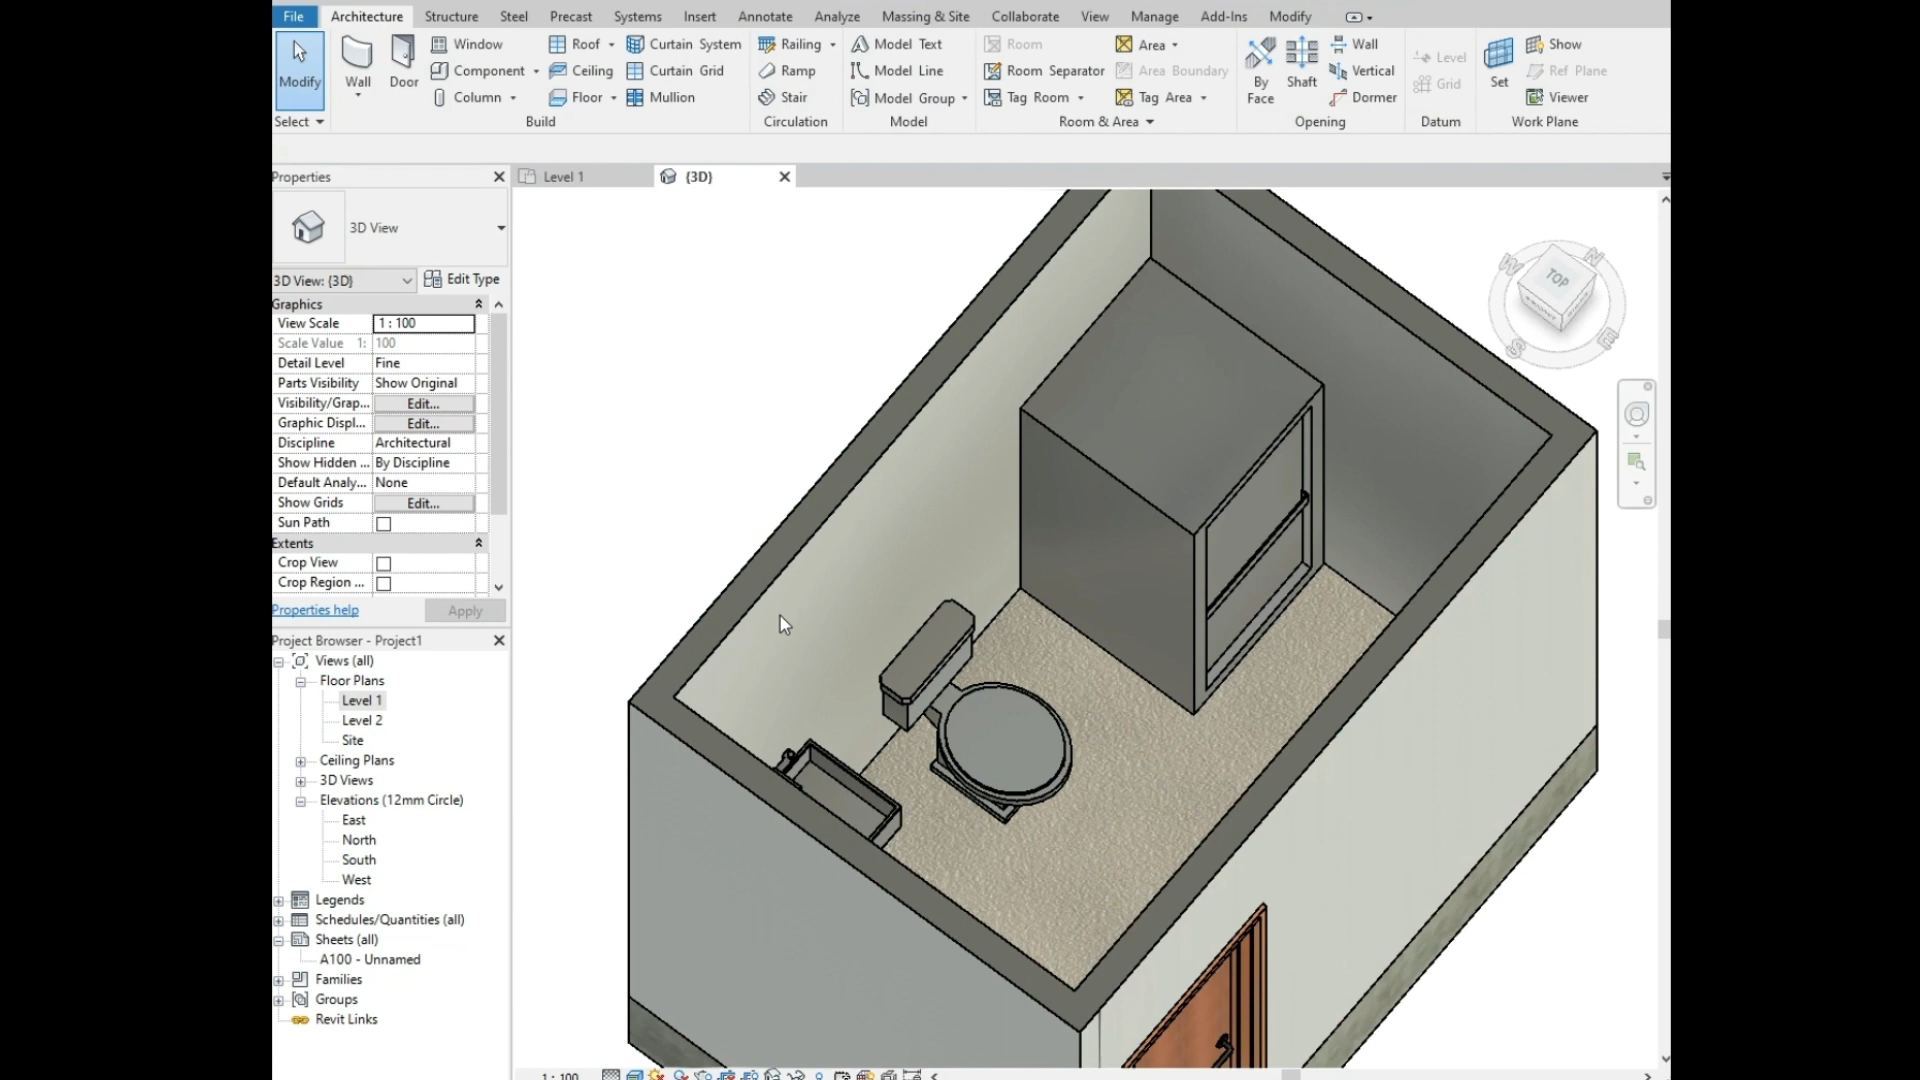 File Architecture Structure Steel Precast Systems Insert Annotate Analyze Massing & Site Collaborate View Manage Add-Ins Modify
Modify
Wall
Door
Window
Component
Column
Roof
Ceiling
Floor
Curtain System
Curtain Grid
Mullion
Railing
Ramp
Stair
Model Text
Model Line
Model Group
Room
Room Separator
Tag Room
Area
Area Boundary
Tag Area
By Face
Shaft
Wall
Vertical
Dormer
Level
Grid
Set
Show
Ref Plane
Viewer
Select Build Circulation Model Room & Area Opening Datum Work Plane
Properties
Level 1 {3D}
3D View
3D View: {3D} Edit Type
Graphics
View Scale 1 : 100
Scale Value 1: 100
Detail Level Fine
Parts Visibility Show Original
Visibility/Grap... Edit...
Graphic Displ... Edit...
Discipline Architectural
Show Hidden ... By Discipline
Default Analy... None
Show Grids Edit...
Sun Path
Extents
Crop View
Crop Region ...
Properties help Apply
Project Browser - Project1
Views (all)
Floor Plans
Level 1
Level 2
Site
Ceiling Plans
3D Views
Elevations (12mm Circle)
East
North
South
West
Legends
Schedules/Quantities (all)
Sheets (all)
A100 - Unnamed
Families
Groups
Revit Links
W N
TOP
S E
1 : 100